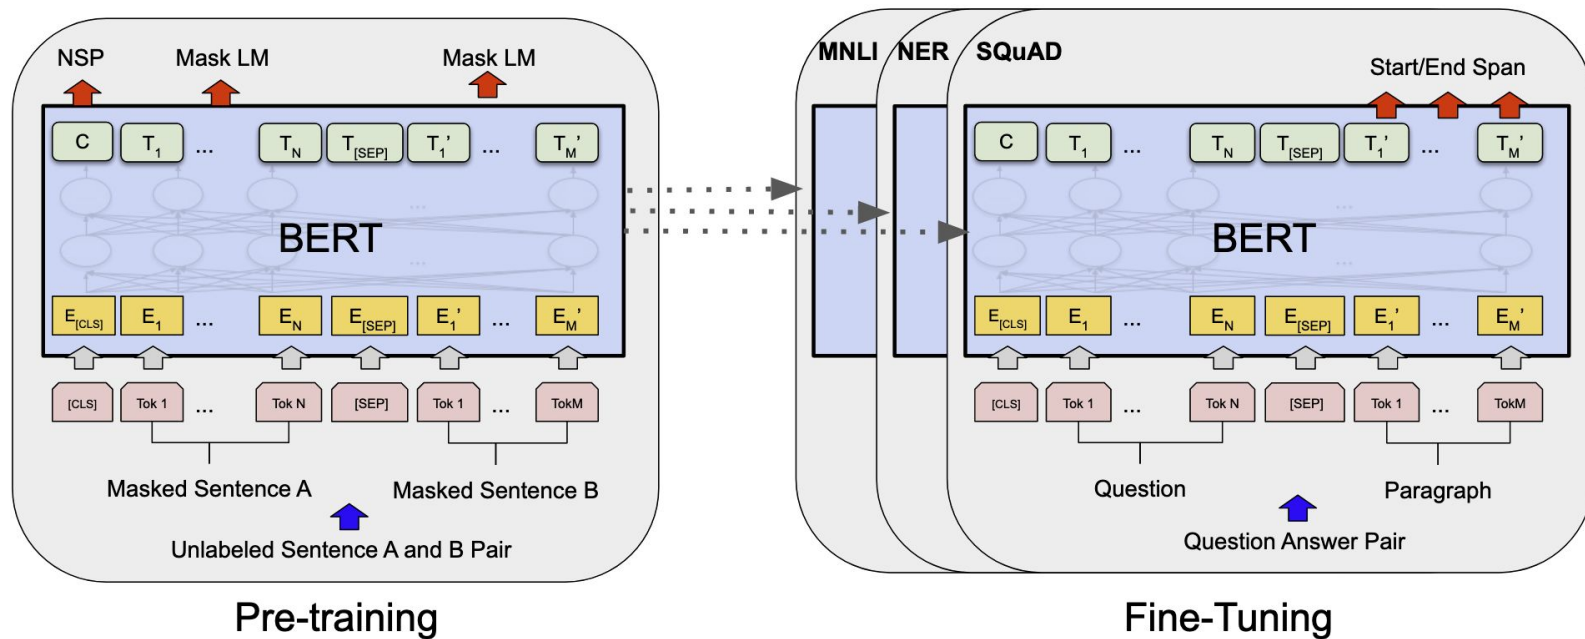 NSP Mask LM Mask LM
C T1 ... TN T[SEP] T1’ ... TM’
...
BERT
...
E[CLS] E1 ... EN E[SEP] E1’ ... EM’
[CLS] Tok 1 ... Tok N [SEP] Tok 1 ... TokM
Masked Sentence A Masked Sentence B
Unlabeled Sentence A and B Pair
Pre-training
MNLI NER SQuAD
Start/End Span
C T1 ... TN T[SEP] T1’ ... TM’
...
BERT
...
E[CLS] E1 ... EN E[SEP] E1’ ... EM’
[CLS] Tok 1 ... Tok N [SEP] Tok 1 ... TokM
Question Paragraph
Question Answer Pair
Fine-Tuning